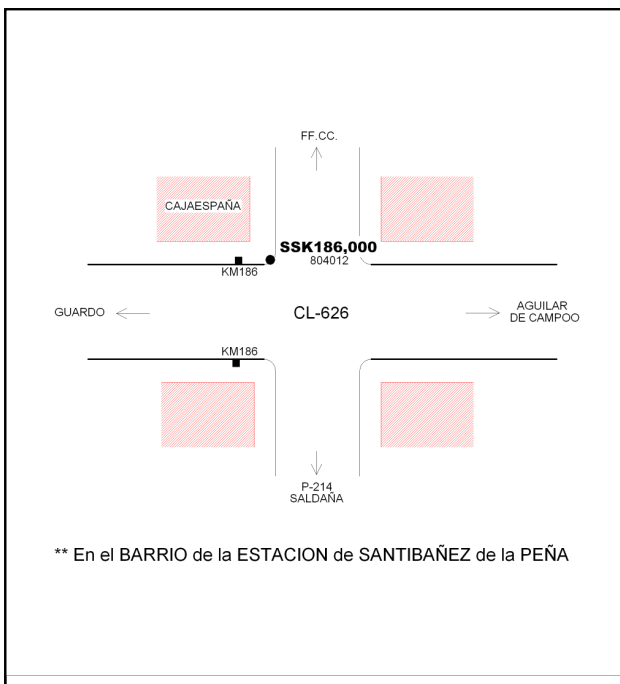 FF.CC.
CAJAESPAÑA
SSK186,000
804012
KM186
GUARDO
CL-626
AGUILAR
DE CAMPOO
KM186
P-214
SALDAÑA
** En el BARRIO de la ESTACION de SANTIBAÑEZ de la PEÑA